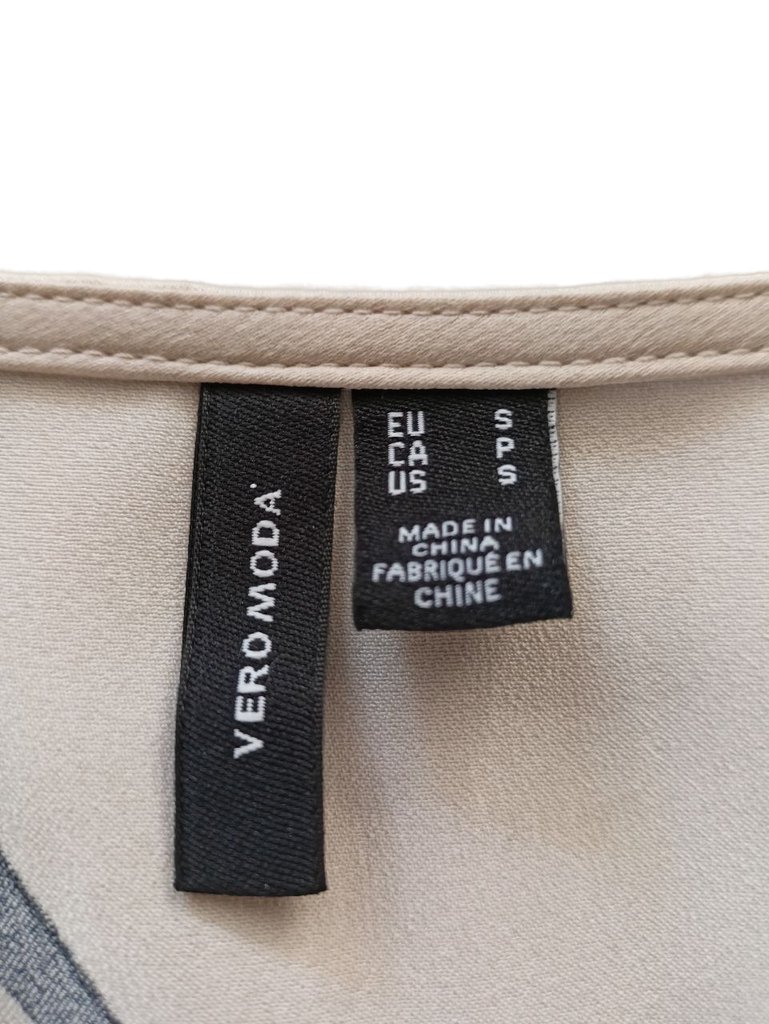 VERO MODA
EU S
CA P
US S
MADE IN
CHINA
FABRIQUÉ EN
CHINE